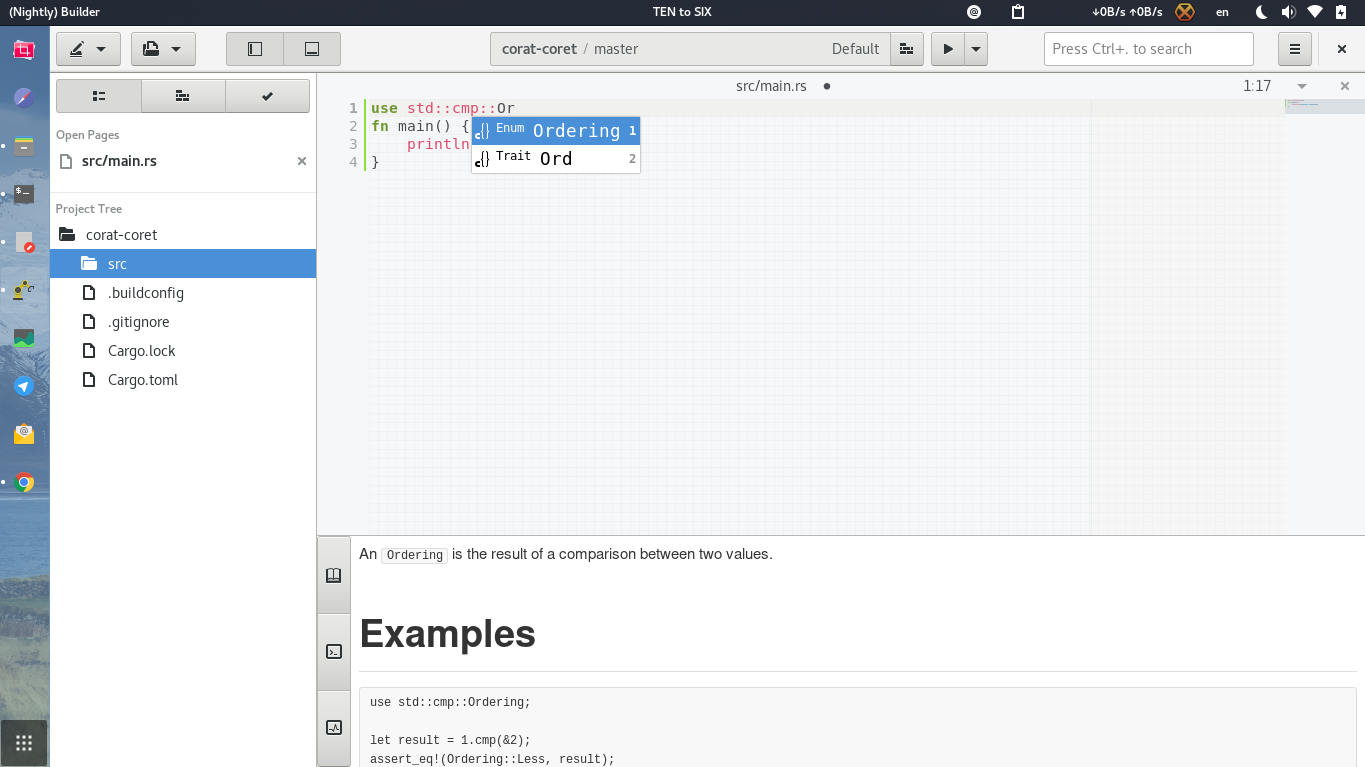 (Nightly) Builder
TEN to SIX
↓0B/s ↑0B/s
en
corat-coret / master
Default
Press Ctrl+. to search
src/main.rs ●
1:17
Open Pages
src/main.rs
Project Tree
corat-coret
src
.buildconfig
.gitignore
Cargo.lock
Cargo.toml
1 use std::cmp::Or
2 fn main() {
3 println
4 }
Enum Ordering 1
Trait Ord 2
An Ordering is the result of a comparison between two values.
Examples
use std::cmp::Ordering;
let result = 1.cmp(&2);
assert_eq!(Ordering::Less, result);